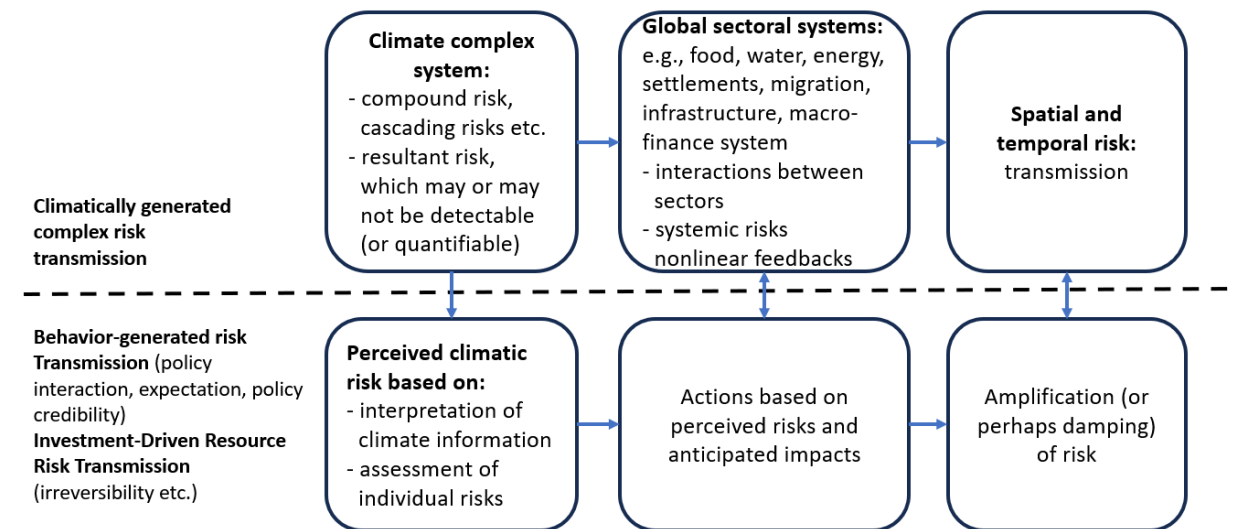 Climate complex
system:
- compound risk,
cascading risks etc.
- resultant risk,
which may or may
not be detectable
(or quantifiable)
Global sectoral systems:
e.g., food, water, energy,
settlements, migration,
infrastructure, macro-
finance system
- interactions between
sectors
- systemic risks
nonlinear feedbacks
Spatial and
temporal risk:
transmission
Climatically generated
complex risk
transmission
Behavior-generated risk
Transmission (policy
interaction, expectation, policy
credibility)
Investment-Driven Resource
Risk Transmission
(irreversibility etc.)
Perceived climatic
risk based on:
- interpretation of
climate information
- assessment of
individual risks
Actions based on
perceived risks and
anticipated impacts
Amplification (or
perhaps damping)
of risk